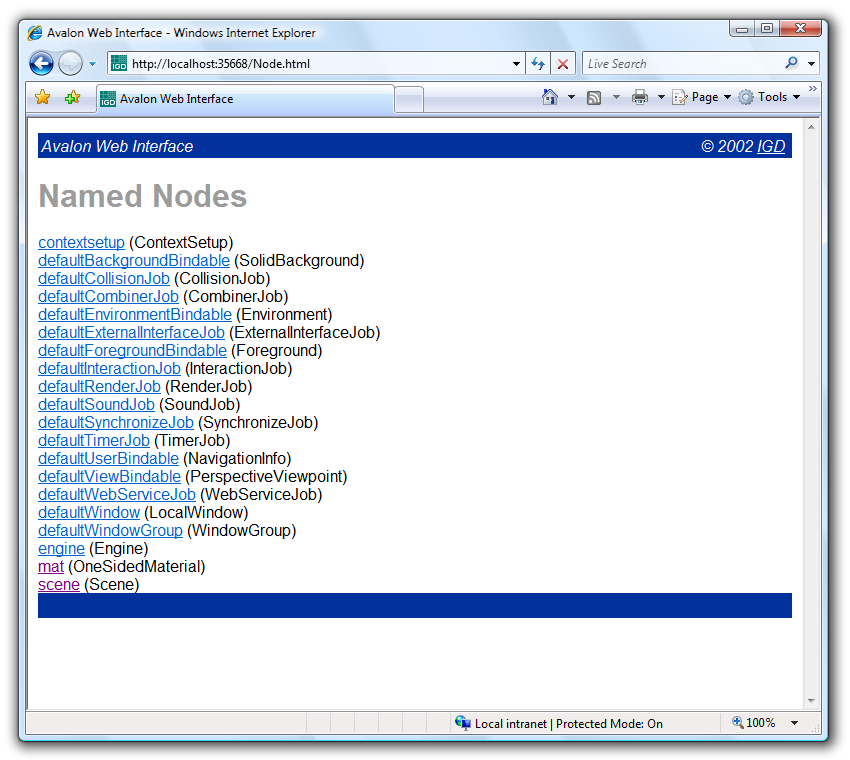 Avalon Web Interface - Windows Internet Explorer
http://localhost:35668/Node.html
Live Search
IGD
Avalon Web Interface
Page
Tools
Avalon Web Interface © 2002 IGD
Named Nodes
contextsetup (ContextSetup)
defaultBackgroundBindable (SolidBackground)
defaultCollisionJob (CollisionJob)
defaultCombinerJob (CombinerJob)
defaultEnvironmentBindable (Environment)
defaultExternalInterfaceJob (ExternalInterfaceJob)
defaultForegroundBindable (Foreground)
defaultInteractionJob (InteractionJob)
defaultRenderJob (RenderJob)
defaultSoundJob (SoundJob)
defaultSynchronizeJob (SynchronizeJob)
defaultTimerJob (TimerJob)
defaultUserBindable (NavigationInfo)
defaultViewBindable (PerspectiveViewpoint)
defaultWebServiceJob (WebServiceJob)
defaultWindow (LocalWindow)
defaultWindowGroup (WindowGroup)
engine (Engine)
mat (OneSidedMaterial)
scene (Scene)
Local intranet | Protected Mode: On
100%